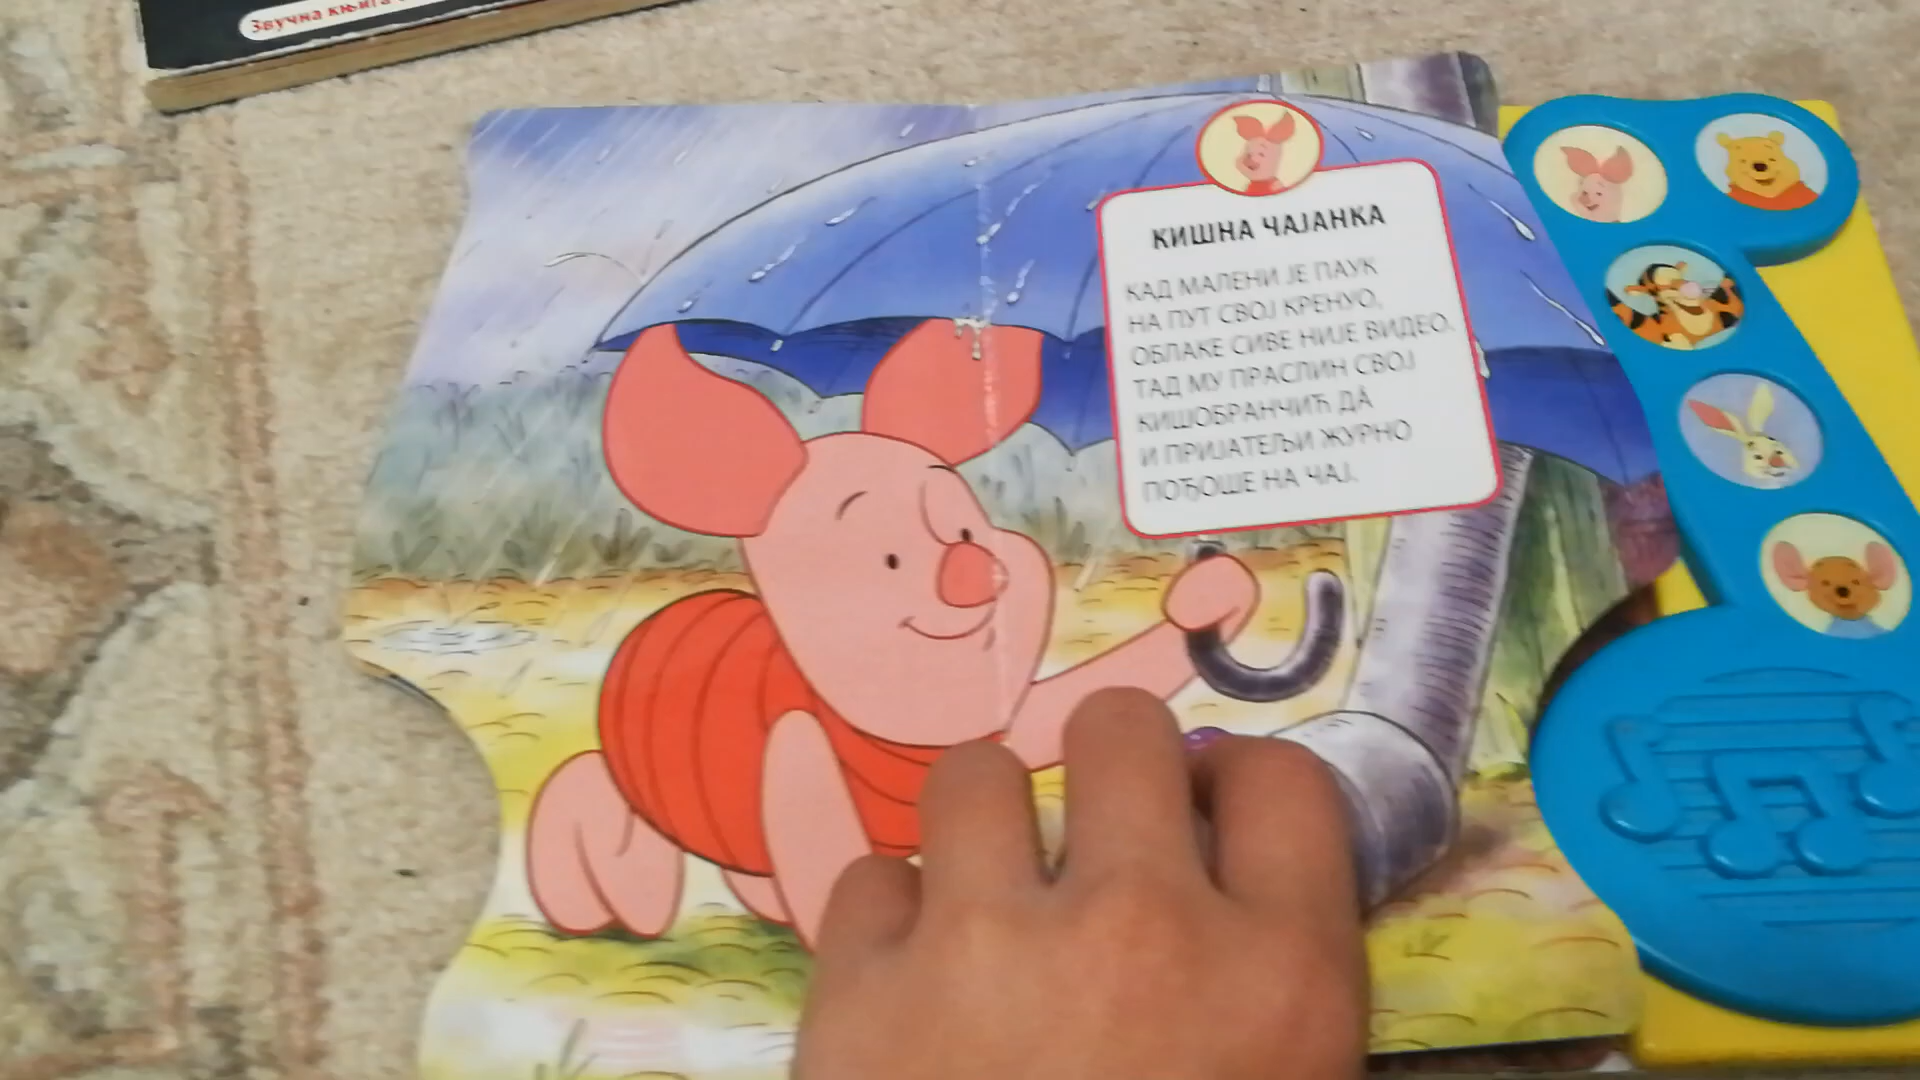 Звучна књига
КИШНА ЧАЈАНКА
КАД МАЛЕНИ ЈЕ ПАУК
НА ПУТ СВОЈ КРЕНУО,
ОБЛАКЕ СИВЕ НИЈЕ ВИДЕО.
ТАД МУ ПРАСЛИН СВОЈ
КИШОБРАНЧИЋ ДА́
И ПРИЈАТЕЉИ ЖУРНО
ПОЂОШЕ НА ЧАЈ.